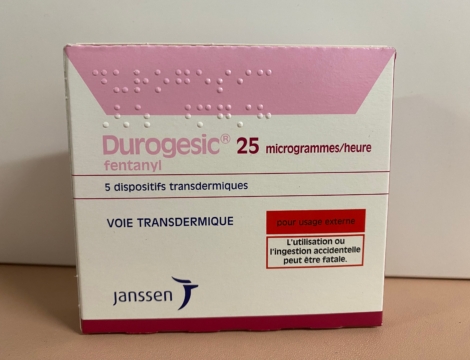 Durogesic® 25 microgrammes/heure
fentanyl
5 dispositifs transdermiques
VOIE TRANSDERMIQUE
pour usage externe
L'utilisation ou
l'ingestion accidentelle
peut être fatale.
janssen